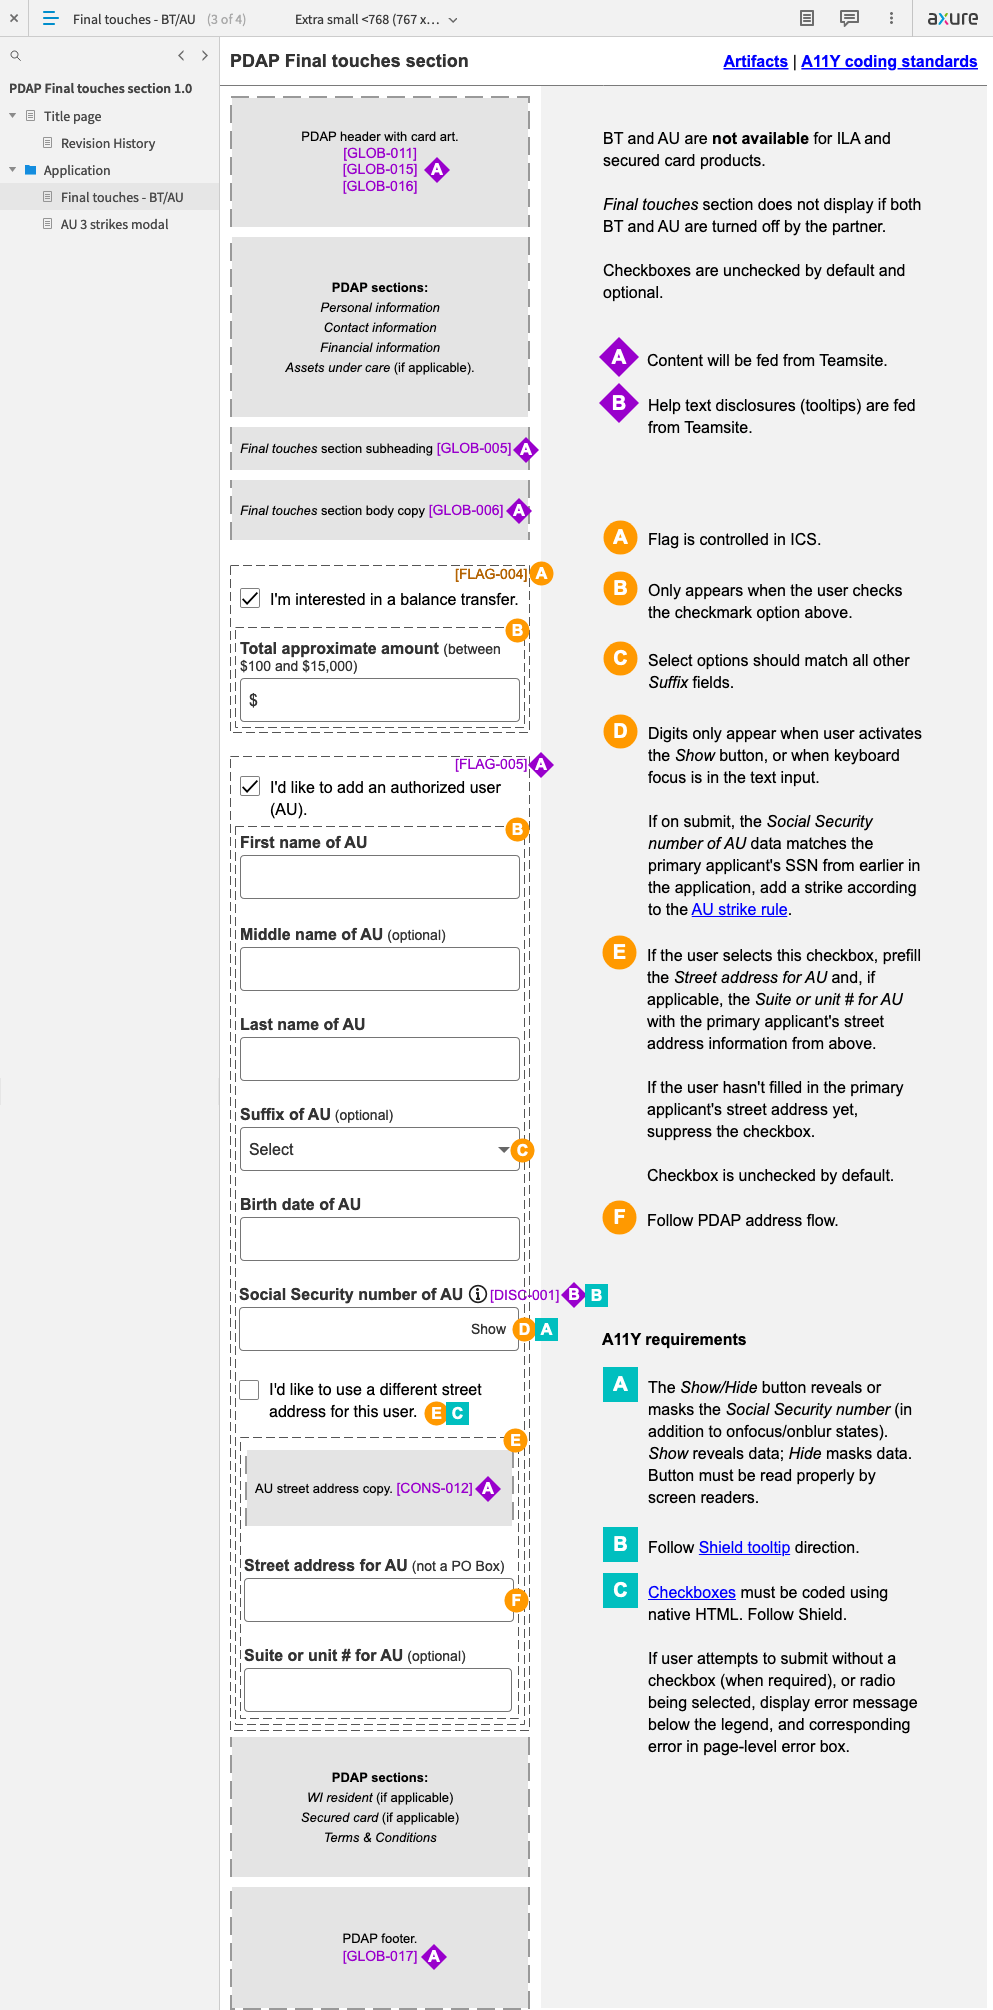 Final touches - BT/AU (3 of 4)
Extra small <768 (767 x...
axure
PDAP Final touches section 1.0
Title page
Revision History
Application
Final touches - BT/AU
AU 3 strikes modal
PDAP Final touches section
Artifacts | A11Y coding standards
PDAP header with card art.
[GLOB-011]
[GLOB-015] A
[GLOB-016]
PDAP sections:
Personal information
Contact information
Financial information
Assets under care (if applicable).
Final touches section subheading [GLOB-005] A
Final touches section body copy [GLOB-006] A
[FLAG-004] A
I'm interested in a balance transfer.
B
Total approximate amount (between
$100 and $15,000)
$
[FLAG-005] A
I'd like to add an authorized user
(AU).
B
First name of AU
Middle name of AU (optional)
Last name of AU
Suffix of AU (optional)
Select C
Birth date of AU
Social Security number of AU [DISC-001] B B
Show D A
I'd like to use a different street
address for this user. E C
E
AU street address copy. [CONS-012] A
Street address for AU (not a PO Box)
F
Suite or unit # for AU (optional)
PDAP sections:
WI resident (if applicable)
Secured card (if applicable)
Terms & Conditions
PDAP footer.
[GLOB-017] A
BT and AU are not available for ILA and
secured card products.
Final touches section does not display if both
BT and AU are turned off by the partner.
Checkboxes are unchecked by default and
optional.
A Content will be fed from Teamsite.
B Help text disclosures (tooltips) are fed
from Teamsite.
A Flag is controlled in ICS.
B Only appears when the user checks
the checkmark option above.
C Select options should match all other
Suffix fields.
D Digits only appear when user activates
the Show button, or when keyboard
focus is in the text input.
If on submit, the Social Security
number of AU data matches the
primary applicant's SSN from earlier in
the application, add a strike according
to the AU strike rule.
E If the user selects this checkbox, prefill
the Street address for AU and, if
applicable, the Suite or unit # for AU
with the primary applicant's street
address information from above.
If the user hasn't filled in the primary
applicant's street address yet,
suppress the checkbox.
Checkbox is unchecked by default.
F Follow PDAP address flow.
A11Y requirements
A The Show/Hide button reveals or
masks the Social Security number (in
addition to onfocus/onblur states).
Show reveals data; Hide masks data.
Button must be read properly by
screen readers.
B Follow Shield tooltip direction.
C Checkboxes must be coded using
native HTML. Follow Shield.
If user attempts to submit without a
checkbox (when required), or radio
being selected, display error message
below the legend, and corresponding
error in page-level error box.